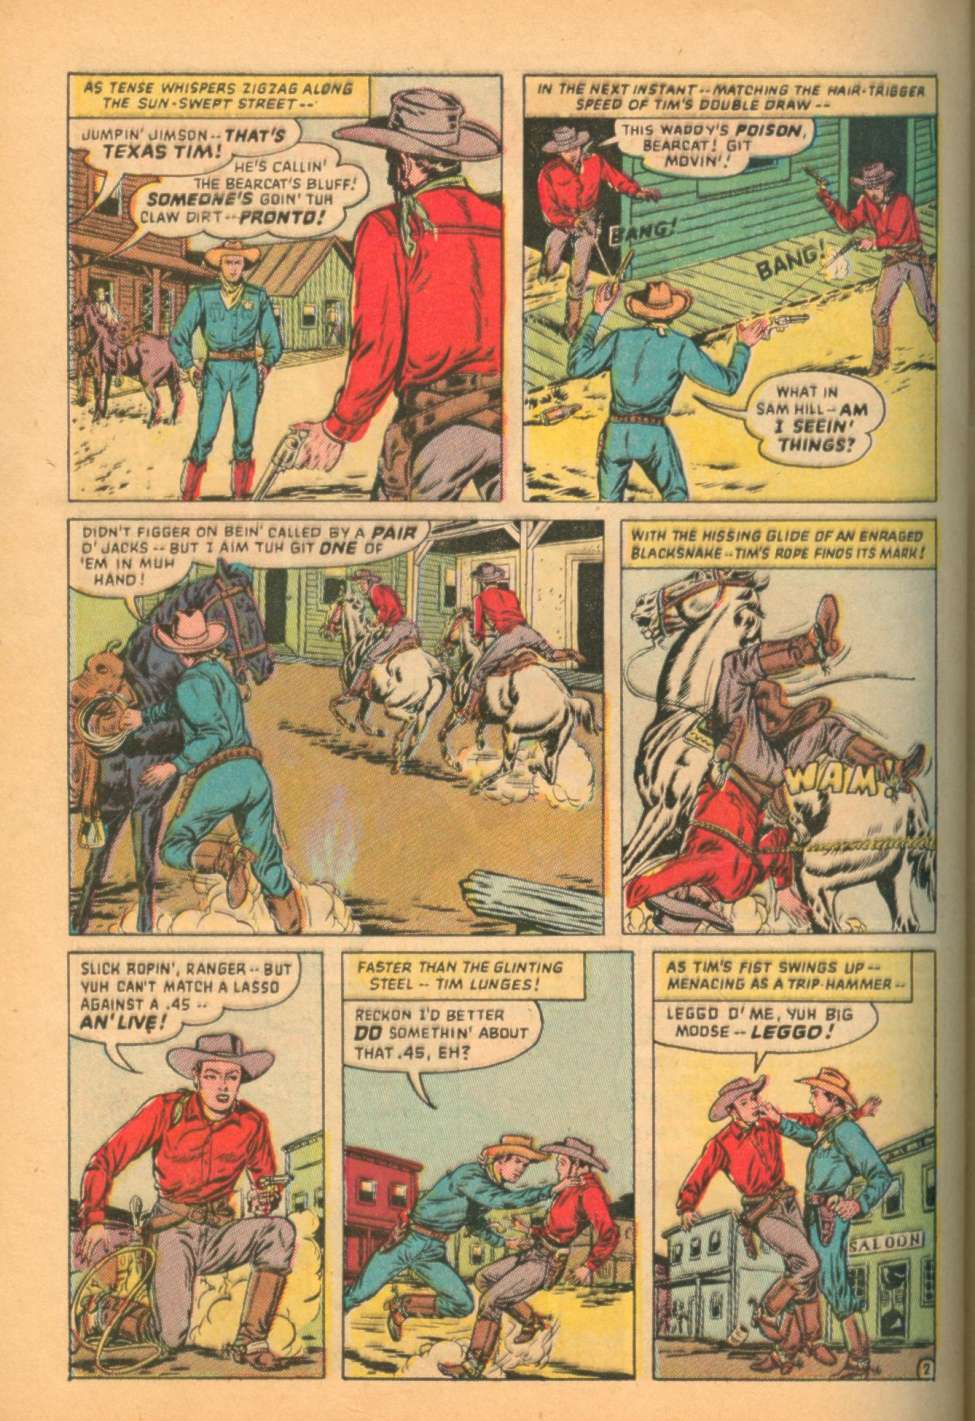 AS TENSE WHISPERS ZIGZAG ALONG
THE SUN-SWEPT STREET--
JUMPIN' JIMSON-- THAT'S
TEXAS TIM!
HE'S CALLIN'
THE BEARCAT'S BLUFF!
SOMEONE'S GOIN' TUH
CLAW DIRT--PRONTO!
IN THE NEXT INSTANT--MATCHING THE HAIR-TRIGGER
SPEED OF TIM'S DOUBLE DRAW--
THIS WADDY'S POISON,
BEARCAT! GIT
MOVIN'!
BANG!
BANG!
WHAT IN
SAM HILL--AM
I SEEIN'
THINGS?
DIDN'T FIGGER ON BEIN' CALLED BY A PAIR
O' JACKS--BUT I AIM TUH GIT ONE OF
'EM IN MUH
HAND!
WITH THE HISSING GLIDE OF AN ENRAGED
BLACKSNAKE--TIM'S ROPE FINDS ITS MARK!
WAM!
SLICK ROPIN', RANGER--BUT
YUH CAN'T MATCH A LASSO
AGAINST A .45--
AN' LIVE!
FASTER THAN THE GLINTING
STEEL--TIM LUNGES!
RECKON I'D BETTER
DO SOMETHIN' ABOUT
THAT .45, EH?
AS TIM'S FIST SWINGS UP--
MENACING AS A TRIP-HAMMER--
LEGGO O' ME, YUH BIG
MOOSE--LEGGO!
SALOON
2